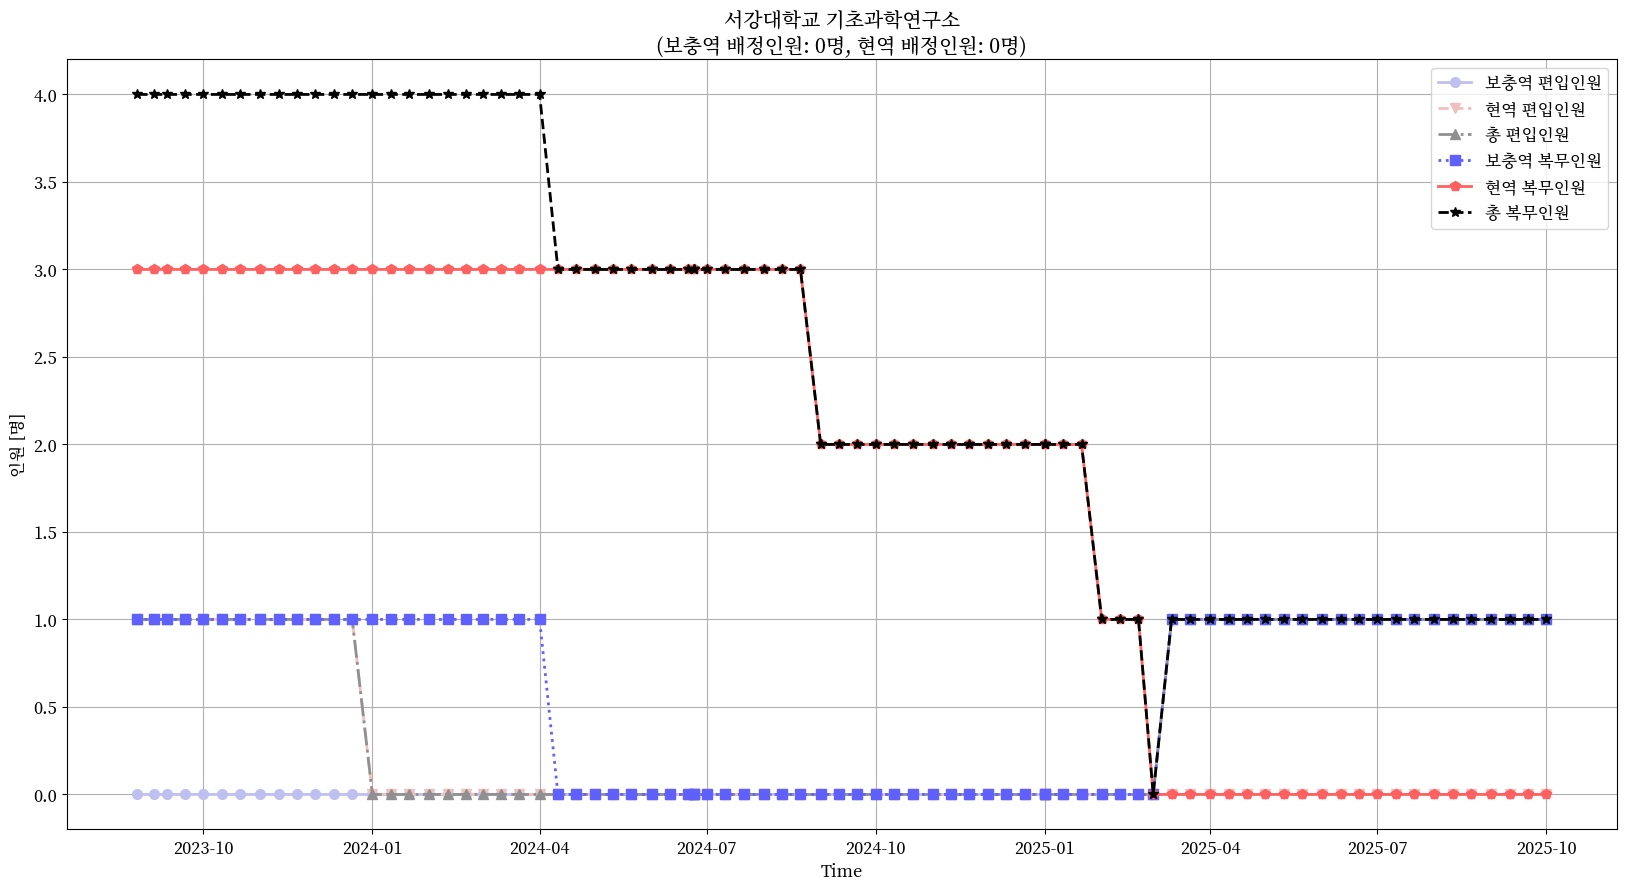 서강대학교 기초과학연구소
(보충역 배정인원: 0명, 현역 배정인원: 0명)
보충역 편입인원
현역 편입인원
총 편입인원
보충역 복무인원
현역 복무인원
총 복무인원
인원 [명]
4.0
3.5
3.0
2.5
2.0
1.5
1.0
0.5
0.0
2023-10 2024-01 2024-04 2024-07 2024-10 2025-01 2025-04 2025-07 2025-10
Time